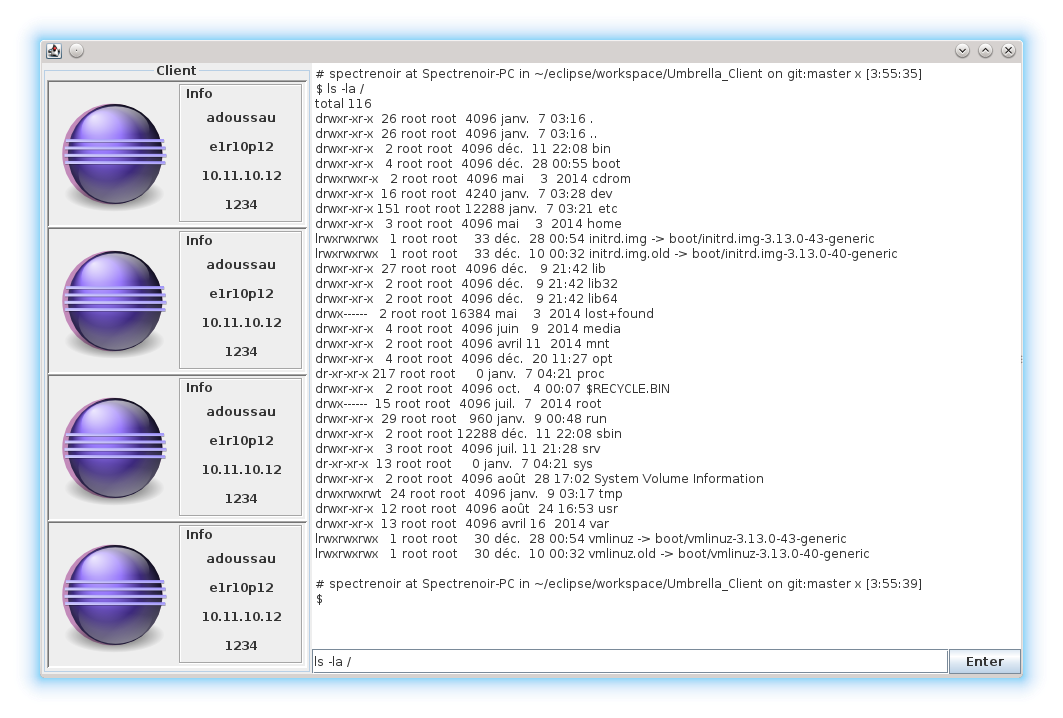 Client
Info
adoussau
e1r10p12
10.11.10.12
1234
Info
adoussau
e1r10p12
10.11.10.12
1234
Info
adoussau
e1r10p12
10.11.10.12
1234
Info
adoussau
e1r10p12
10.11.10.12
1234
# spectrenoir at Spectrenoir-PC in ~/eclipse/workspace/Umbrella_Client on git:master x [3:55:35]
$ ls -la /
total 116
drwxr-xr-x 26 root root 4096 janv. 7 03:16 .
drwxr-xr-x 26 root root 4096 janv. 7 03:16 ..
drwxr-xr-x 2 root root 4096 déc. 11 22:08 bin
drwxr-xr-x 4 root root 4096 déc. 28 00:55 boot
drwxrwxr-x 2 root root 4096 mai 3 2014 cdrom
drwxr-xr-x 16 root root 4240 janv. 7 03:28 dev
drwxr-xr-x 151 root root 12288 janv. 7 03:21 etc
drwxr-xr-x 3 root root 4096 mai 3 2014 home
lrwxrwxrwx 1 root root 33 déc. 28 00:54 initrd.img -> boot/initrd.img-3.13.0-43-generic
lrwxrwxrwx 1 root root 33 déc. 10 00:32 initrd.img.old -> boot/initrd.img-3.13.0-40-generic
drwxr-xr-x 27 root root 4096 déc. 9 21:42 lib
drwxr-xr-x 2 root root 4096 déc. 9 21:42 lib32
drwxr-xr-x 2 root root 4096 déc. 9 21:42 lib64
drwx------ 2 root root 16384 mai 3 2014 lost+found
drwxr-xr-x 4 root root 4096 juin 9 2014 media
drwxr-xr-x 2 root root 4096 avril 11 2014 mnt
drwxr-xr-x 4 root root 4096 déc. 20 11:27 opt
dr-xr-xr-x 217 root root 0 janv. 7 04:21 proc
drwxr-xr-x 2 root root 4096 oct. 4 00:07 $RECYCLE.BIN
drwx------ 15 root root 4096 juil. 7 2014 root
drwxr-xr-x 29 root root 960 janv. 9 00:48 run
drwxr-xr-x 2 root root 12288 déc. 11 22:08 sbin
drwxr-xr-x 3 root root 4096 juil. 11 21:28 srv
dr-xr-xr-x 13 root root 0 janv. 7 04:21 sys
drwxr-xr-x 2 root root 4096 août 28 17:02 System Volume Information
drwxrwxrwt 24 root root 4096 janv. 9 03:17 tmp
drwxr-xr-x 12 root root 4096 août 24 16:53 usr
drwxr-xr-x 13 root root 4096 avril 16 2014 var
lrwxrwxrwx 1 root root 30 déc. 28 00:54 vmlinuz -> boot/vmlinuz-3.13.0-43-generic
lrwxrwxrwx 1 root root 30 déc. 10 00:32 vmlinuz.old -> boot/vmlinuz-3.13.0-40-generic
# spectrenoir at Spectrenoir-PC in ~/eclipse/workspace/Umbrella_Client on git:master x [3:55:39]
$
ls -la /
Enter